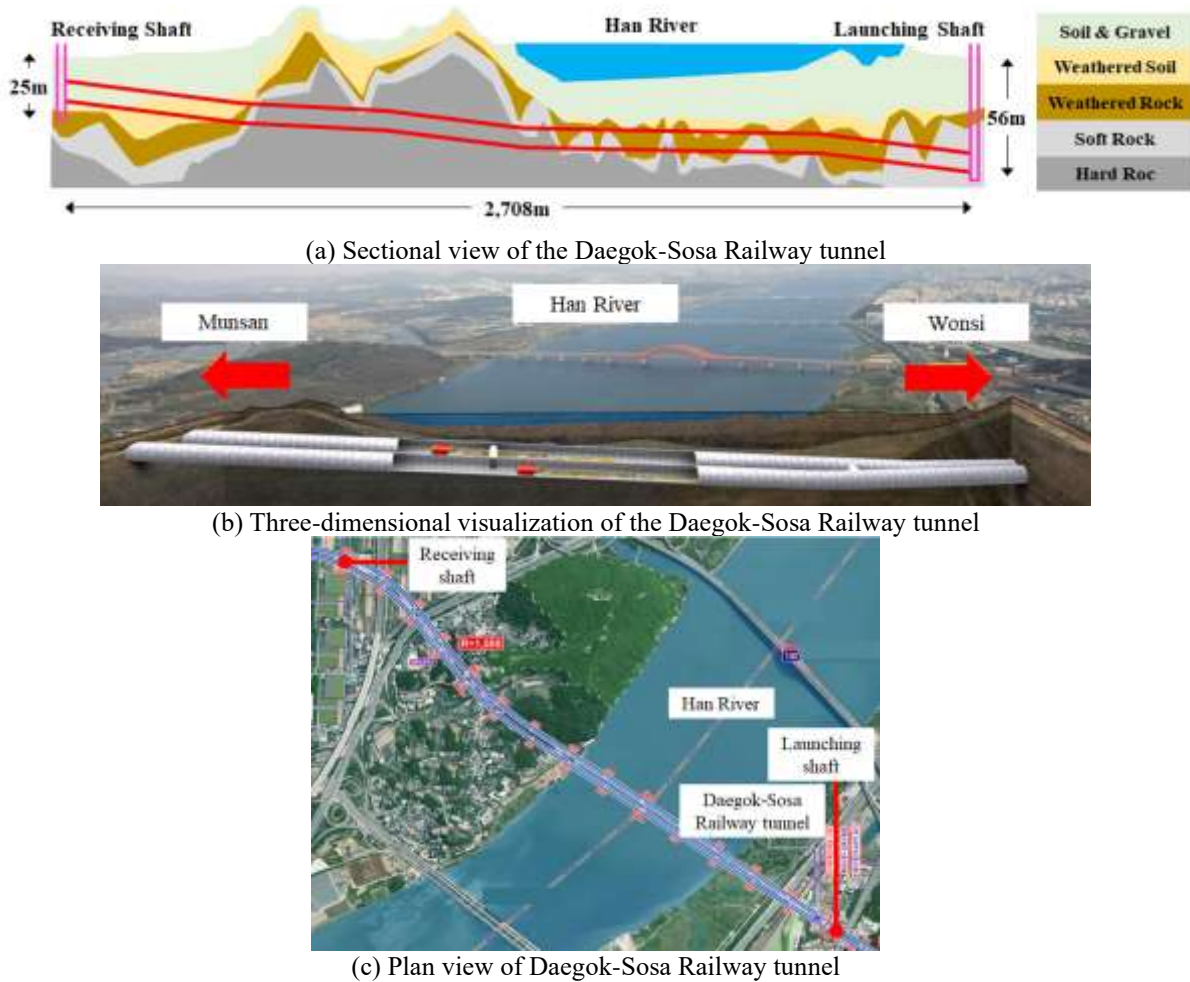 Receiving Shaft
Han River
Launching Shaft
25m
56m
2,708m
Soil & Gravel
Weathered Soil
Weathered Rock
Soft Rock
Hard Roc
(a) Sectional view of the Daegok-Sosa Railway tunnel
Munsan
Han River
Wonsi
(b) Three-dimensional visualization of the Daegok-Sosa Railway tunnel
Receiving
shaft
Han River
Launching
shaft
Daegok-Sosa
Railway tunnel
(c) Plan view of Daegok-Sosa Railway tunnel